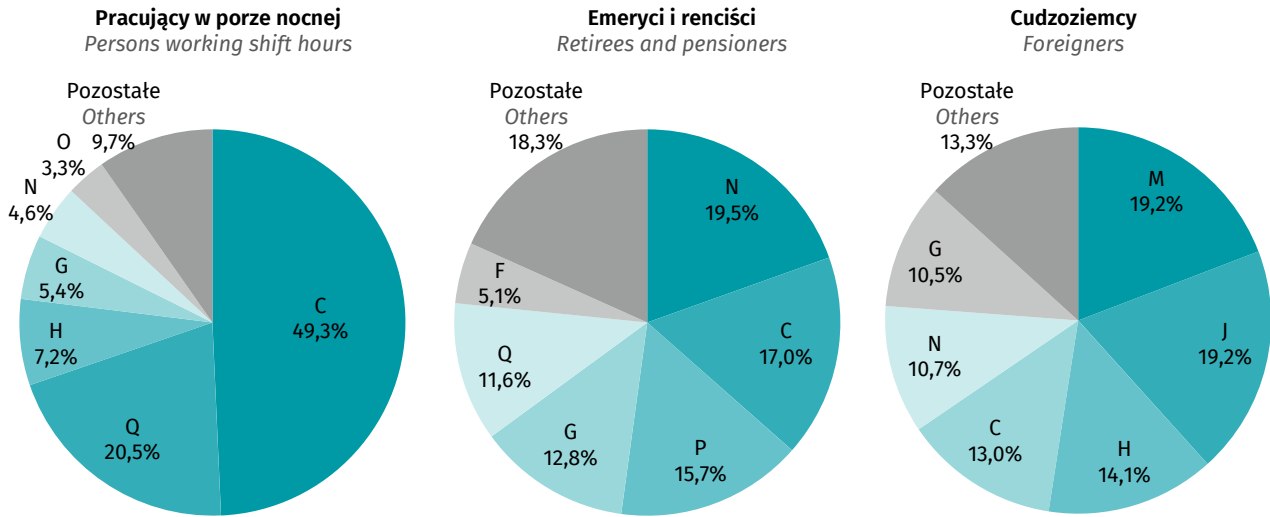 Pracujący w porze nocnej
Persons working shift hours
Pozostałe
Others
9,7%
O
3,3%
N
4,6%
G
5,4%
H
7,2%
Q
20,5%
C
49,3%
Emeryci i renciści
Retirees and pensioners
Pozostałe
Others
18,3%
N
19,5%
F
5,1%
C
17,0%
Q
11,6%
G
12,8%
P
15,7%
Cudzoziemcy
Foreigners
Pozostałe
Others
13,3%
M
19,2%
G
10,5%
J
19,2%
N
10,7%
C
13,0%
H
14,1%